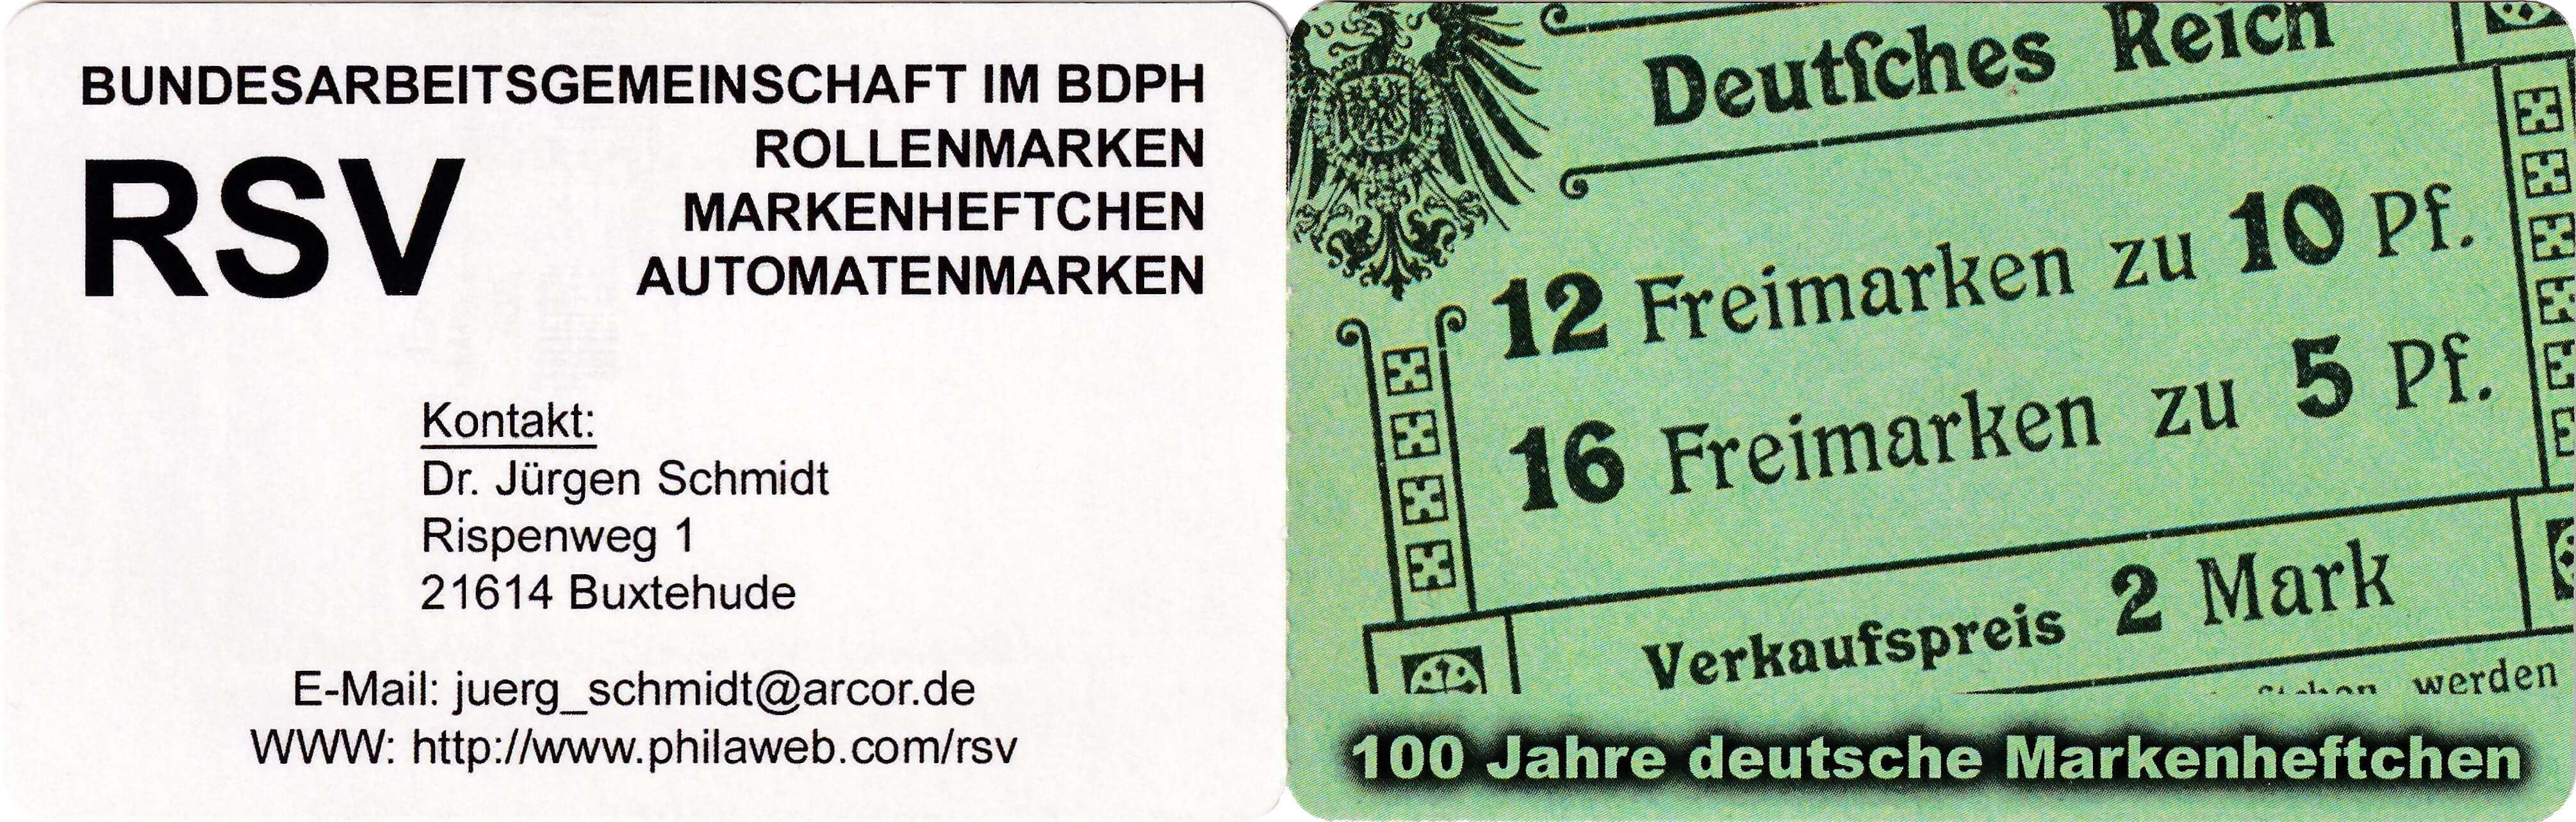 BUNDESARBEITSGEMEINSCHAFT IM BDPH
RSV
ROLLENMARKEN
MARKENHEFTCHEN
AUTOMATENMARKEN
Kontakt:
Dr. Jürgen Schmidt
Rispenweg 1
21614 Buxtehude
E-Mail: juerg_schmidt@arcor.de
WWW: http://www.philaweb.com/rsv
Deutſches Reich
12 Freimarken zu 10 Pf.
16 Freimarken zu 5 Pf.
Verkaufspreis 2 Mark
werden
100 Jahre deutsche Markenheftchen